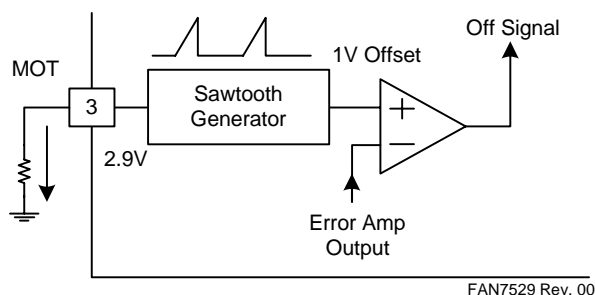 Off Signal
1V Offset
MOT
3
Sawtooth
Generator
+
−
2.9V
Error Amp
Output
FAN7529 Rev. 00